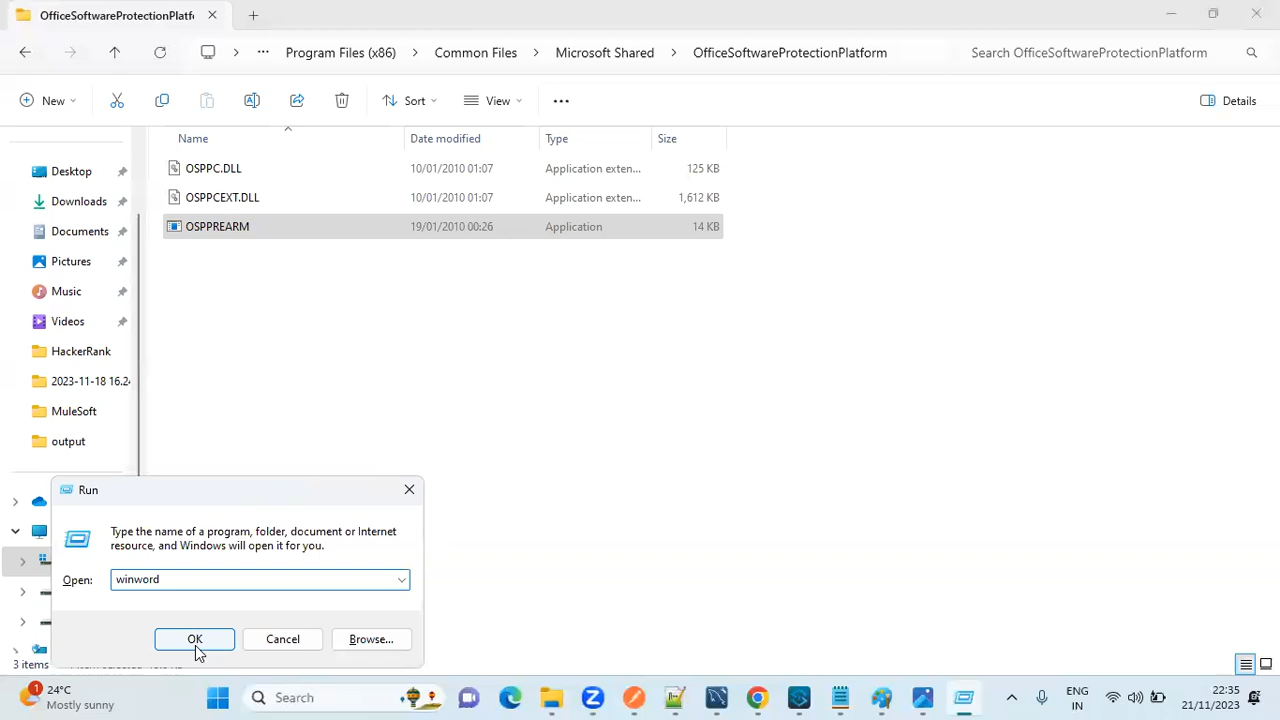 OfficeSoftwareProtectionPlatf
Program Files (x86) Common Files Microsoft Shared OfficeSoftwareProtectionPlatform Search OfficeSoftwareProtectionPlatform
New Sort View Details
Name Date modified Type Size
OSPPC.DLL 10/01/2010 01:07 Application exten... 125 KB
OSPPCEXT.DLL 10/01/2010 01:07 Application exten... 1,612 KB
OSPPREARM 19/01/2010 00:26 Application 14 KB
Desktop
Downloads
Documents
Pictures
Music
Videos
HackerRank
2023-11-18 16.24
MuleSoft
output
Run
Type the name of a program, folder, document or Internet
resource, and Windows will open it for you.
Open: winword
OK Cancel Browse...
3 items
1
24°C
Mostly sunny
Search
ENG
IN
22:35
21/11/2023